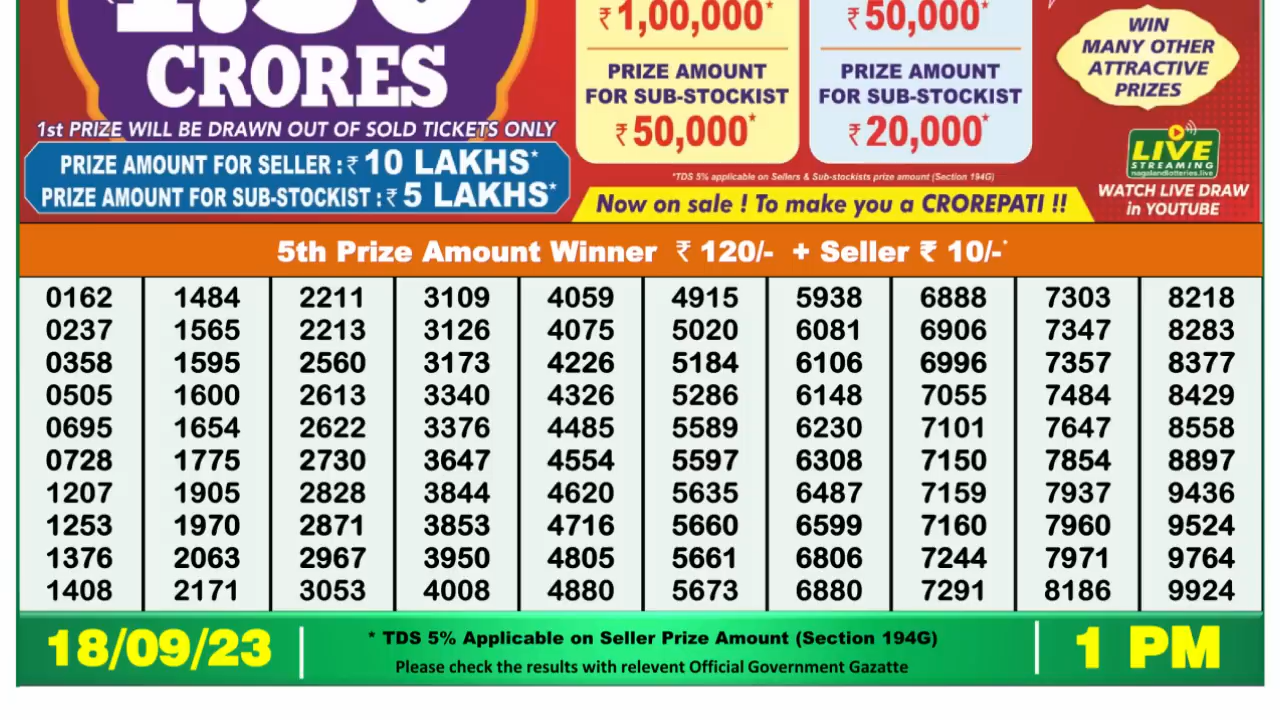 CRORES
1st PRIZE WILL BE DRAWN OUT OF SOLD TICKETS ONLY
PRIZE AMOUNT FOR SELLER : ₹ 10 LAKHS*
PRIZE AMOUNT FOR SUB-STOCKIST : ₹ 5 LAKHS*
₹ 1,00,000*
PRIZE AMOUNT
FOR SUB-STOCKIST
₹ 50,000*
₹ 50,000*
PRIZE AMOUNT
FOR SUB-STOCKIST
₹ 20,000*
*TDS 5% applicable on Sellers & Sub-stockists prize amount (Section 194G)
Now on sale ! To make you a CROREPATI !!
WIN
MANY OTHER
ATTRACTIVE
PRIZES
LIVE
STREAMING
nagalandlotteries.live
WATCH LIVE DRAW
in YOUTUBE
5th Prize Amount Winner ₹ 120/- + Seller ₹ 10/-*
0162 1484 2211 3109 4059 4915 5938 6888 7303 8218
0237 1565 2213 3126 4075 5020 6081 6906 7347 8283
0358 1595 2560 3173 4226 5184 6106 6996 7357 8377
0505 1600 2613 3340 4326 5286 6148 7055 7484 8429
0695 1654 2622 3376 4485 5589 6230 7101 7647 8558
0728 1775 2730 3647 4554 5597 6308 7150 7854 8897
1207 1905 2828 3844 4620 5635 6487 7159 7937 9436
1253 1970 2871 3853 4716 5660 6599 7160 7960 9524
1376 2063 2967 3950 4805 5661 6806 7244 7971 9764
1408 2171 3053 4008 4880 5673 6880 7291 8186 9924
18/09/23
* TDS 5% Applicable on Seller Prize Amount (Section 194G)
Please check the results with relevent Official Government Gazatte
1 PM